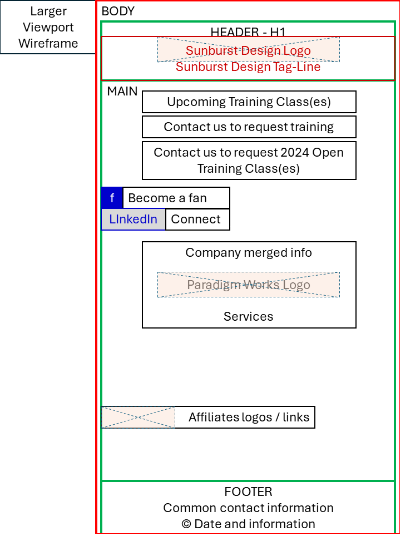 Larger
Viewport
Wireframe
BODY
HEADER - H1
Sunburst Design Logo
Sunburst Design Tag-Line
MAIN
Upcoming Training Class(es)
Contact us to request training
Contact us to request 2024 Open
Training Class(es)
f Become a fan
LInkedIn Connect
Company merged info
Paradigm Works Logo
Services
Affiliates logos / links
FOOTER
Common contact information
© Date and information